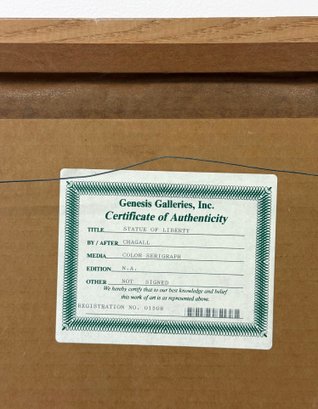 Genesis Galleries, Inc.
Certificate of Authenticity
TITLE STATUE OF LIBERTY
BY / AFTER CHAGALL
MEDIA COLOR SERIGRAPH
EDITION N.A.
OTHER NOT SIGNED
We hereby certify that to our best knowledge and belief
this work of art is as represented above.
REGISTRATION NO. 01508